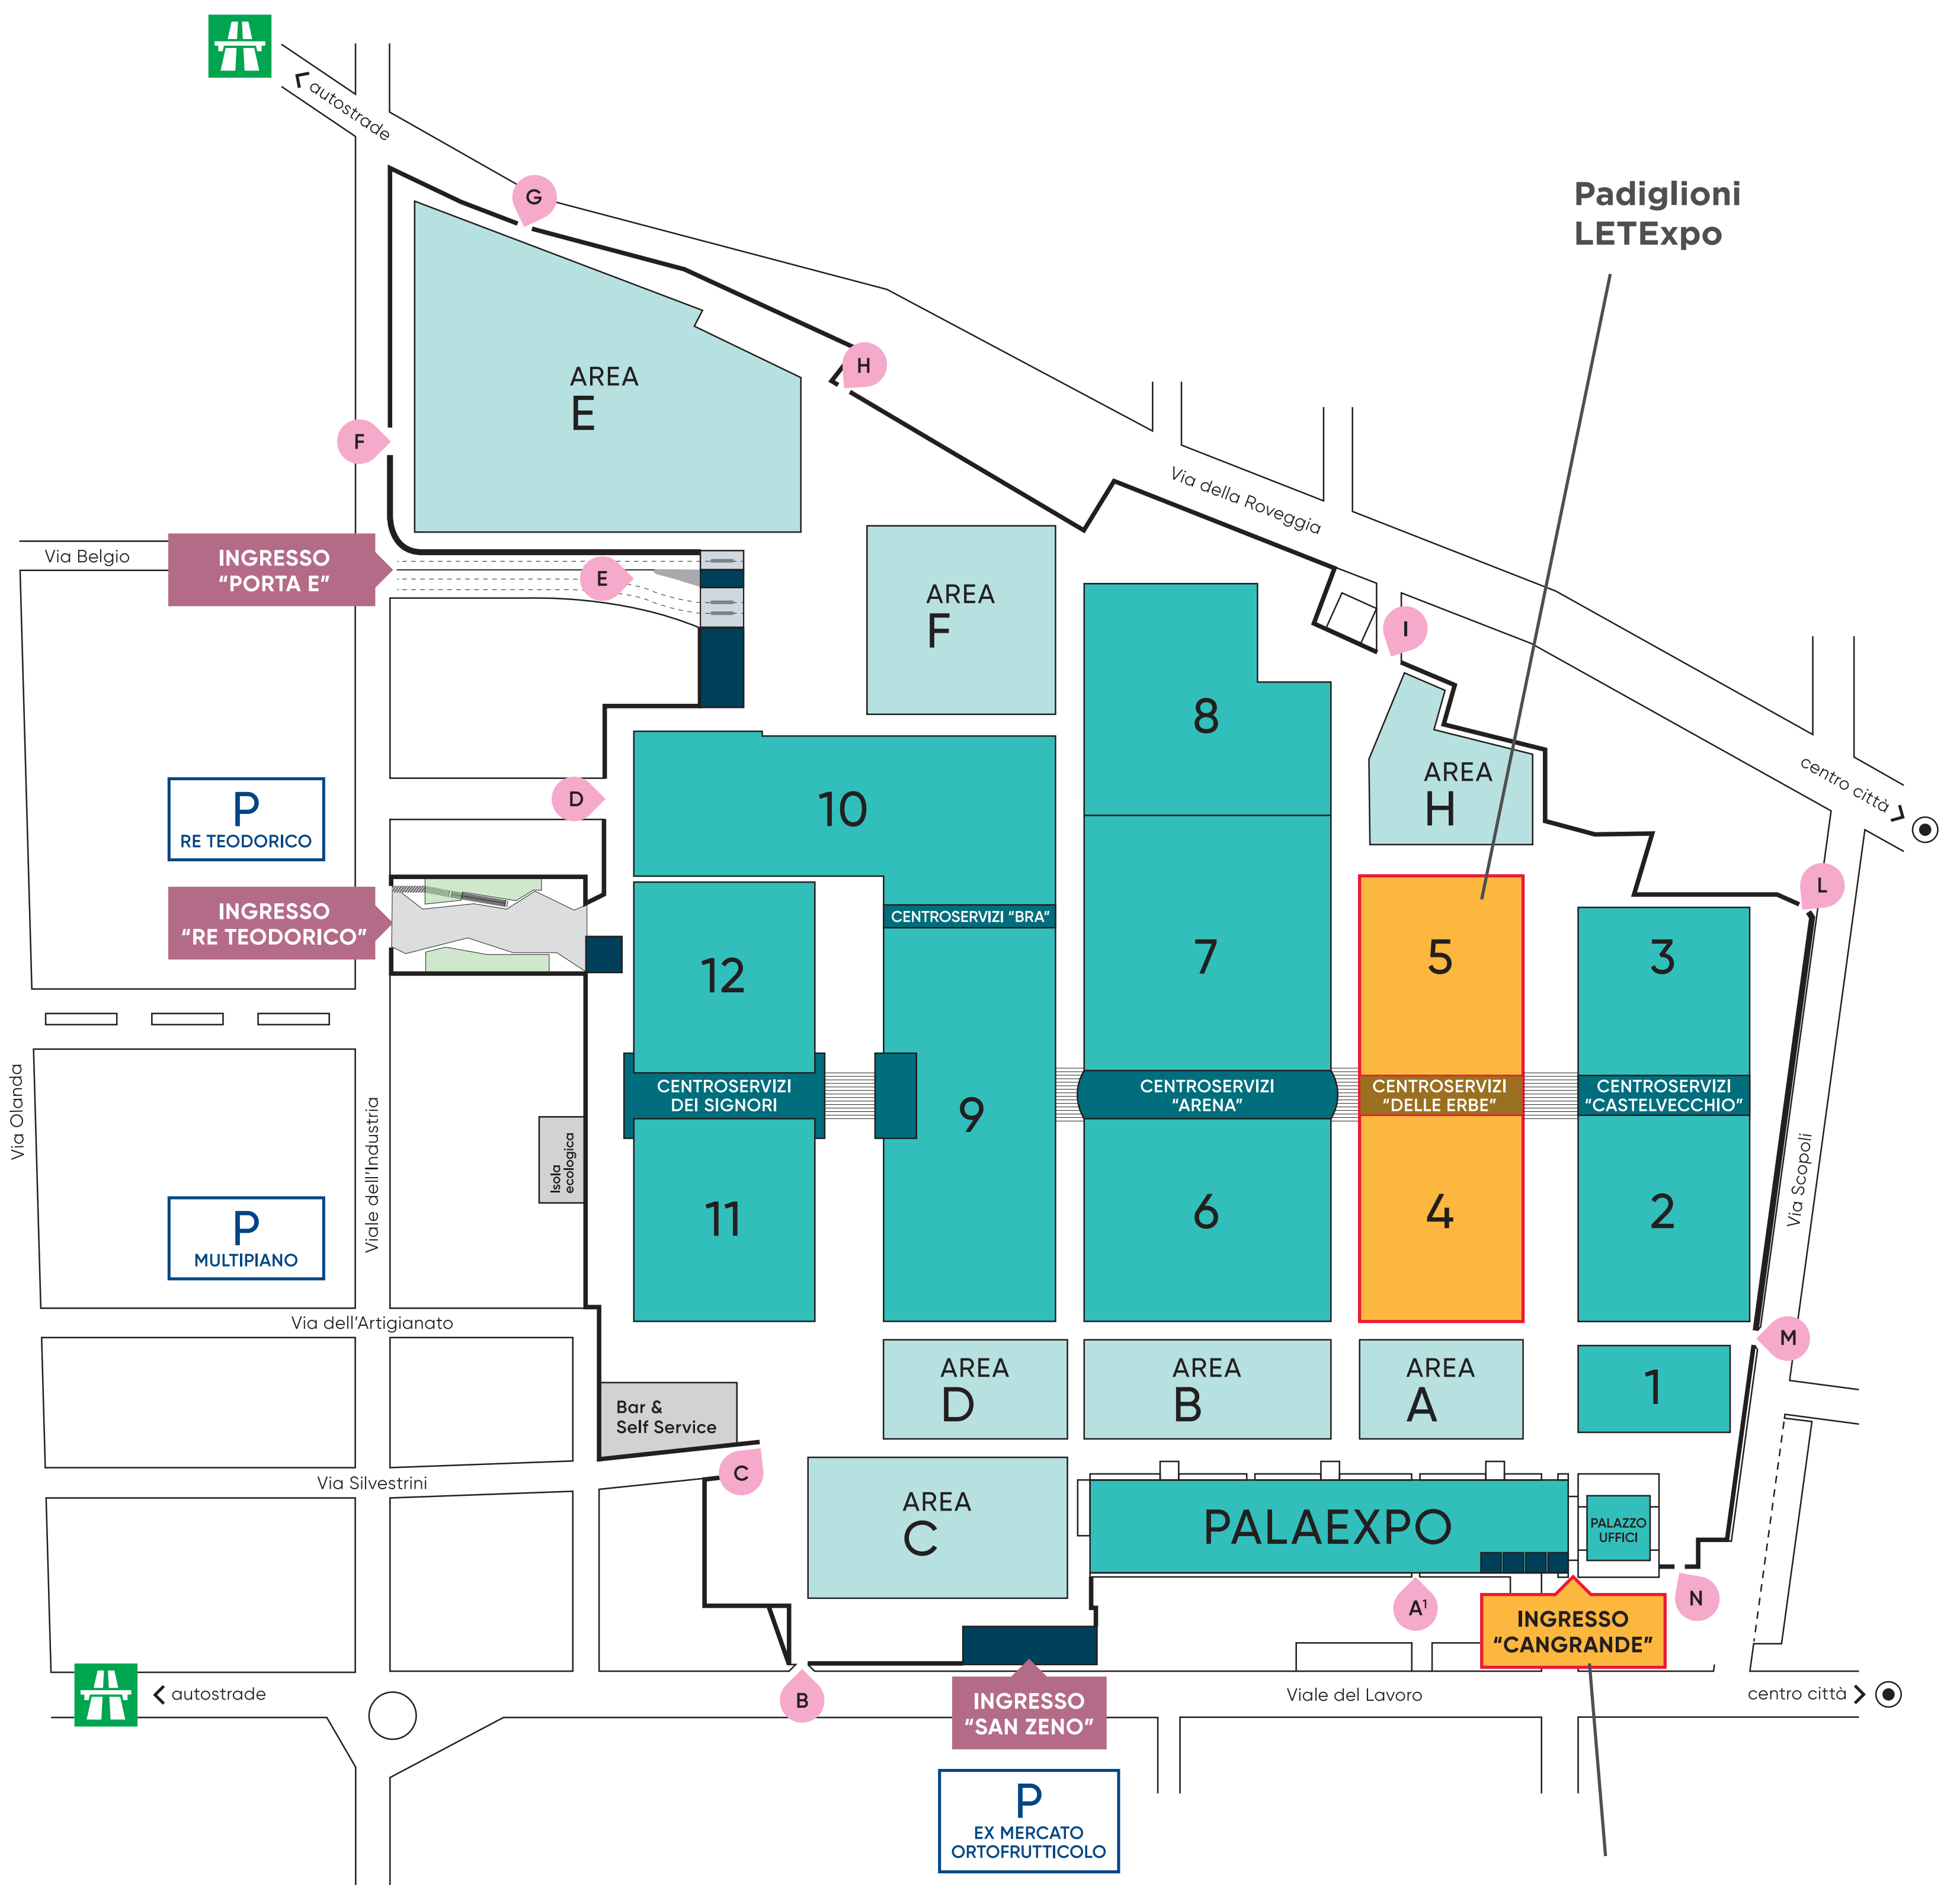 autostrade
G
Padiglioni
LETExpo
H
AREA
E
F
Via della Roveggia
Via Belgio
INGRESSO
“PORTA E”
E
AREA
F
I
8
AREA
H
centro città
P
RE TEODORICO
D
10
L
INGRESSO
“RE TEODORICO”
CENTROSERVIZI “BRA”
12
7
5
3
CENTROSERVIZI
DEI SIGNORI
9
CENTROSERVIZI
“ARENA”
CENTROSERVIZI
“DELLE ERBE”
CENTROSERVIZI
“CASTELVECCHIO”
Via Olanda
Viale dell’Industria
Isola
ecologica
Via Scopoli
P
MULTIPIANO
11
6
4
2
Via dell’Artigianato
M
AREA
D
AREA
B
AREA
A
1
Bar &
Self Service
Via Silvestrini
C
AREA
C
PALAEXPO
PALAZZO
UFFICI
A¹
INGRESSO
“CANGRANDE”
N
autostrade
B
INGRESSO
“SAN ZENO”
Viale del Lavoro
centro città
P
EX MERCATO
ORTOFRUTTICOLO